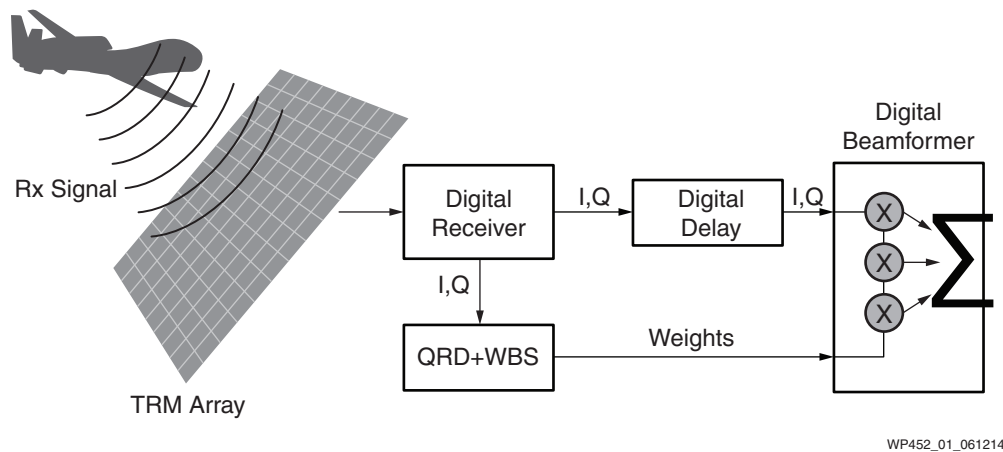 Rx Signal
TRM Array
Digital
Receiver
I,Q
Digital
Delay
I,Q
I,Q
QRD+WBS
Weights
Digital
Beamformer
X
X
X
Σ
WP452_01_061214